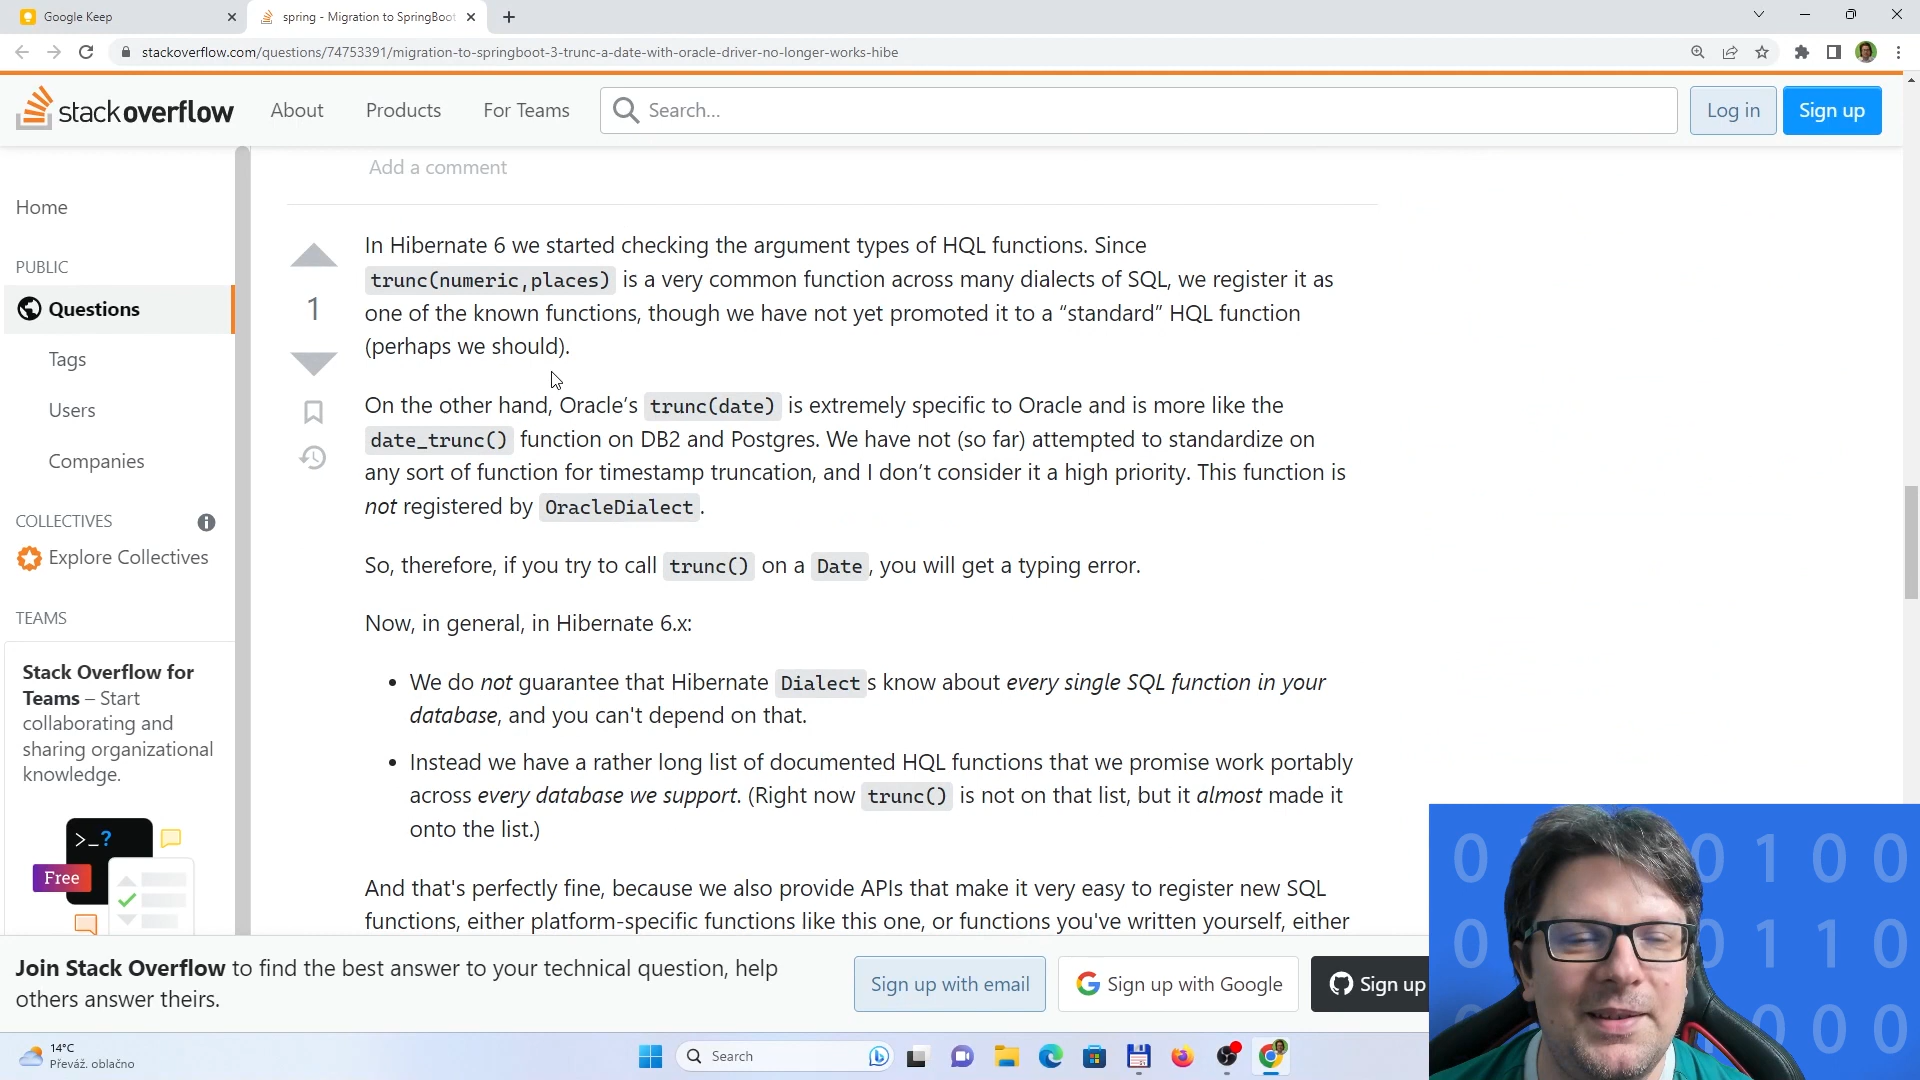 Google Keep
spring - Migration to SpringBoot
stackoverflow.com/questions/74753391/migration-to-springboot-3-trunc-a-date-with-oracle-driver-no-longer-works-hibe
stackoverflow
About
Products
For Teams
Search...
Log in
Sign up
Add a comment
Home
PUBLIC
Questions
Tags
Users
Companies
COLLECTIVES
Explore Collectives
TEAMS
Stack Overflow for
Teams – Start
collaborating and
sharing organizational
knowledge.
>_?
Free
1
In Hibernate 6 we started checking the argument types of HQL functions. Since
trunc(numeric,places) is a very common function across many dialects of SQL, we register it as
one of the known functions, though we have not yet promoted it to a “standard” HQL function
(perhaps we should).
On the other hand, Oracle’s trunc(date) is extremely specific to Oracle and is more like the
date_trunc() function on DB2 and Postgres. We have not (so far) attempted to standardize on
any sort of function for timestamp truncation, and I don’t consider it a high priority. This function is
not registered by OracleDialect.
So, therefore, if you try to call trunc() on a Date, you will get a typing error.
Now, in general, in Hibernate 6.x:
• We do not guarantee that Hibernate Dialects know about every single SQL function in your
database, and you can't depend on that.
• Instead we have a rather long list of documented HQL functions that we promise work portably
across every database we support. (Right now trunc() is not on that list, but it almost made it
onto the list.)
And that's perfectly fine, because we also provide APIs that make it very easy to register new SQL
functions, either platform-specific functions like this one, or functions you've written yourself, either
Join Stack Overflow to find the best answer to your technical question, help
others answer theirs.
Sign up with email
Sign up with Google
Sign up
14°C
Převáž. oblačno
Search